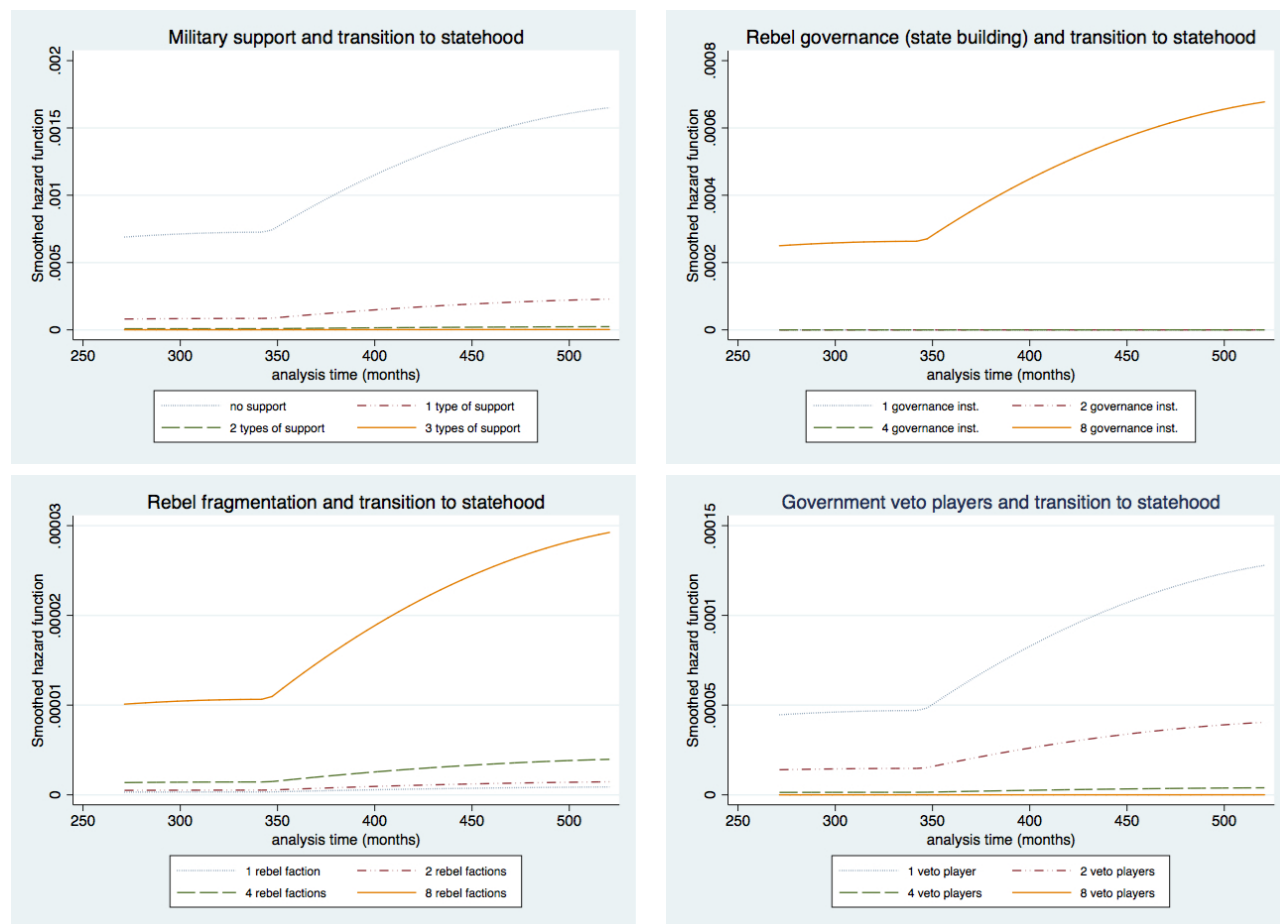 Military support and transition to statehood
Smoothed hazard function
.002
.0015
.001
.0005
0
250 300 350 400 450 500
analysis time (months)
no support 1 type of support
2 types of support 3 types of support
Rebel governance (state building) and transition to statehood
Smoothed hazard function
.0008
.0006
.0004
.0002
0
250 300 350 400 450 500
analysis time (months)
1 governance inst. 2 governance inst.
4 governance inst. 8 governance inst.
Rebel fragmentation and transition to statehood
Smoothed hazard function
.00003
.00002
.00001
0
250 300 350 400 450 500
analysis time (months)
1 rebel faction 2 rebel factions
4 rebel factions 8 rebel factions
Government veto players and transition to statehood
Smoothed hazard function
.00015
.0001
.00005
0
250 300 350 400 450 500
analysis time (months)
1 veto player 2 veto players
4 veto players 8 veto players